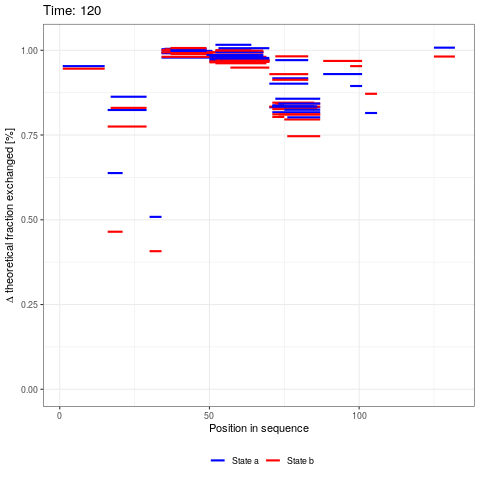 Time: 120
Δ theoretical fraction exchanged [%]
1.00
0.75
0.50
0.25
0.00
0
50
100
Position in sequence
State a
State b